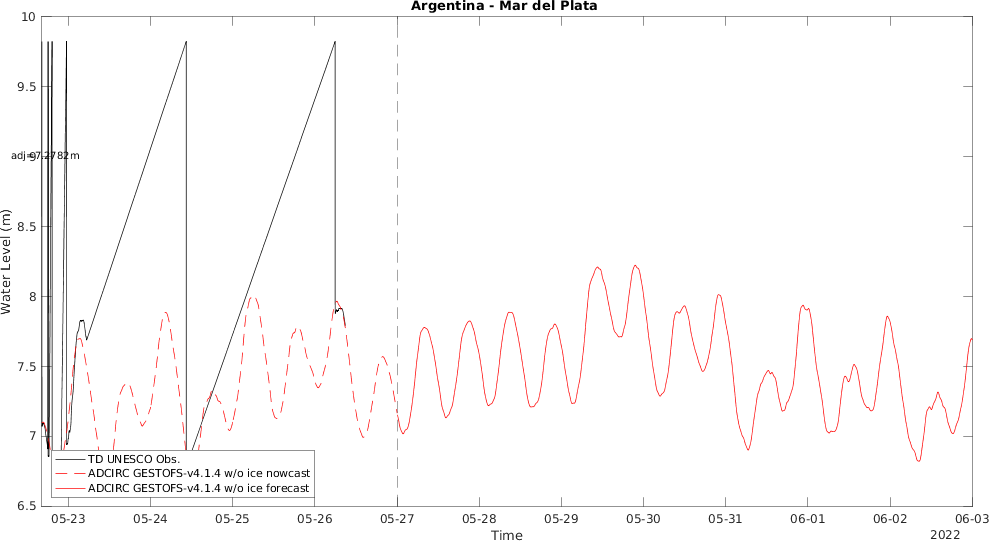 Argentina - Mar del Plata
Water Level (m)
10
9.5
9
8.5
8
7.5
7
6.5
TD UNESCO Obs.
ADCIRC GESTOFS-v4.1.4 w/o ice nowcast
ADCIRC GESTOFS-v4.1.4 w/o ice forecast
05-23 05-24 05-25 05-26 05-27 05-28 05-29 05-30 05-31 06-01 06-02 06-03
Time
2022